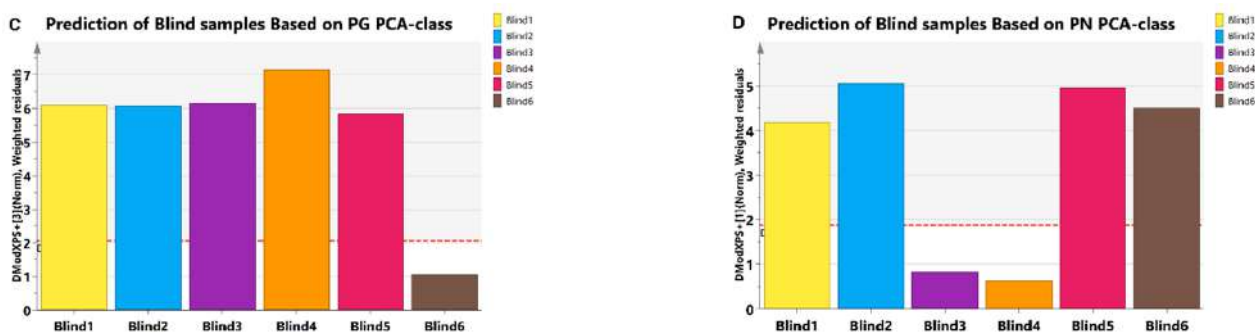 C
Prediction of Blind samples Based on PG PCA-class
Blind1
Blind2
Blind3
Blind4
Blind5
Blind6
DModXPS+[3](Norm), Weighted residuals
7
6
5
4
3
2
1
0
Blind1 Blind2 Blind3 Blind4 Blind5 Blind6
D
Prediction of Blind samples Based on PN PCA-class
Blind1
Blind2
Blind3
Blind4
Blind5
Blind6
DModXPS+[1](Norm), Weighted residuals
5
4
3
2
1
0
Blind1 Blind2 Blind3 Blind4 Blind5 Blind6